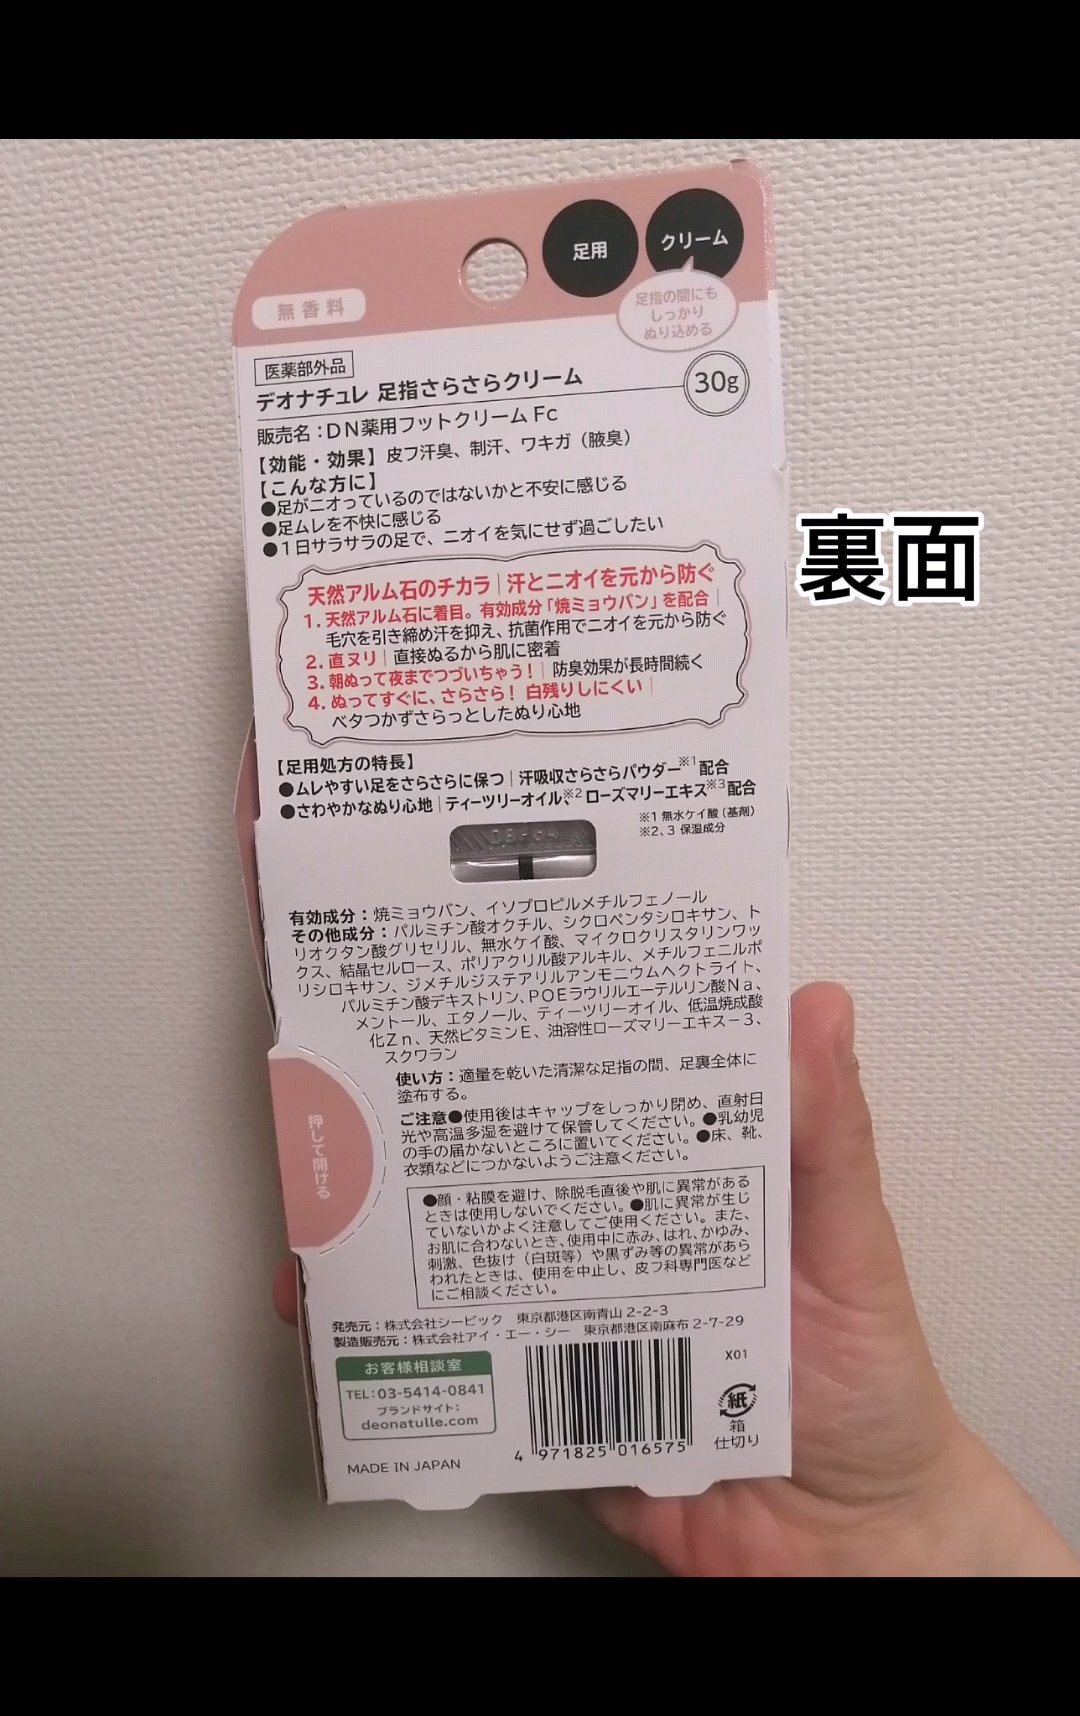 足用
クリーム
足指の間にも
しっかり
ぬり込める
無香料
医薬部外品
デオナチュレ 足指さらさらクリーム
30g
販売名：DN薬用フットクリーム Fc
【効能・効果】皮フ汗臭、制汗、ワキガ（腋臭）
【こんな方に】
●足がニオっているのではないかと不安に感じる
●足ムレを不快に感じる
●1日サラサラの足で、ニオイを気にせず過ごしたい
裏面
天然アルム石のチカラ｜汗とニオイを元から防ぐ
1. 天然アルム石に着目。有効成分「焼ミョウバン」を配合｜
毛穴を引き締め汗を抑え、抗菌作用でニオイを元から防ぐ
2. 直ヌリ｜直接ぬるから肌に密着
3. 朝ぬって夜までつづいちゃう！｜防臭効果が長時間続く
4. ぬってすぐに、さらさら！ 白残りしにくい｜
ベタつかずさらっとしたぬり心地
【足用処方の特長】
●ムレやすい足をさらさらに保つ｜汗吸収さらさらパウダー※1配合
●さわやかなぬり心地｜ティーツリーオイル※2、ローズマリーエキス※3配合
※1 無水ケイ酸（基剤）
※2、3 保湿成分
有効成分：焼ミョウバン、イソプロピルメチルフェノール
その他成分：パルミチン酸オクチル、シクロペンタシロキサン、ト
リオクタン酸グリセリル、無水ケイ酸、マイクロクリスタリンワッ
クス、結晶セルロース、ポリアクリル酸アルキル、メチルフェニルポ
リシロキサン、ジメチルジステアリルアンモニウムヘクトライト、
パルミチン酸デキストリン、POEラウリルエーテルリン酸Na、
メントール、エタノール、ティーツリーオイル、低温焼成酸
化Zn、天然ビタミンE、油溶性ローズマリーエキス－3、
スクワラン
使い方：適量を乾いた清潔な足指の間、足裏全体に
塗布する。
ご注意●使用後はキャップをしっかり閉め、直射日
光や高温多湿を避けて保管してください。●乳幼児
の手の届かないところに置いてください。●床、靴、
衣類などにつかないようご注意ください。
押して開ける
●顔・粘膜を避け、除脱毛直後や肌に異常がある
ときは使用しないでください。●肌に異常が生じ
ていないかよく注意してご使用ください。また、
お肌に合わないとき、使用中に赤み、はれ、かゆみ、
刺激、色抜け（白斑等）や黒ずみ等の異常があら
われたときは、使用を中止し、皮フ科専門医など
にご相談ください。
発売元：株式会社シービック 東京都港区南青山 2-2-3
製造販売元：株式会社アイ・エー・シー 東京都港区南麻布 2-7-29
お客様相談室
TEL：03-5414-0841
ブランドサイト：
deonatulle.com
MADE IN JAPAN
4 971825 016575
X01
紙
箱
仕切り